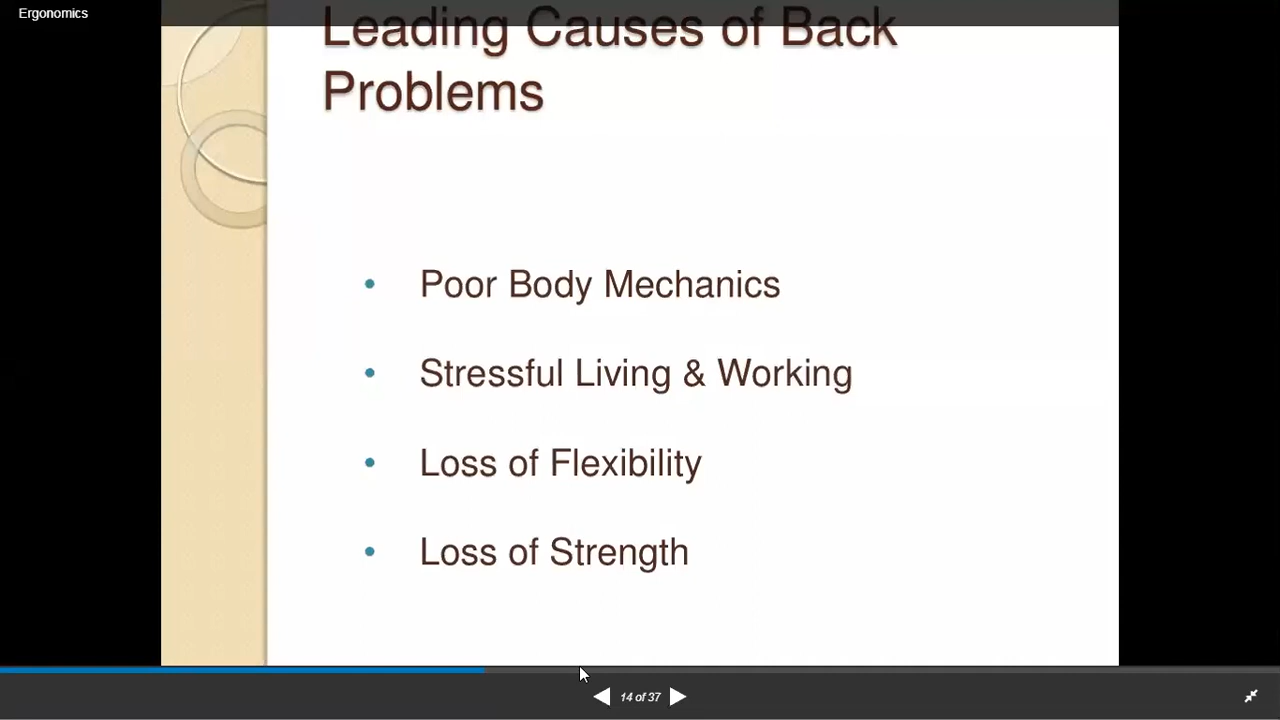 Ergonomics
Leading Causes of Back
Problems
• Poor Body Mechanics
• Stressful Living & Working
• Loss of Flexibility
• Loss of Strength
14 of 37